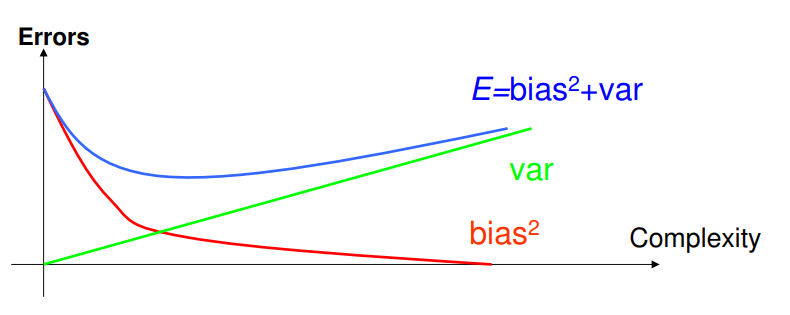 Errors
E=bias²+var
var
bias²
Complexity